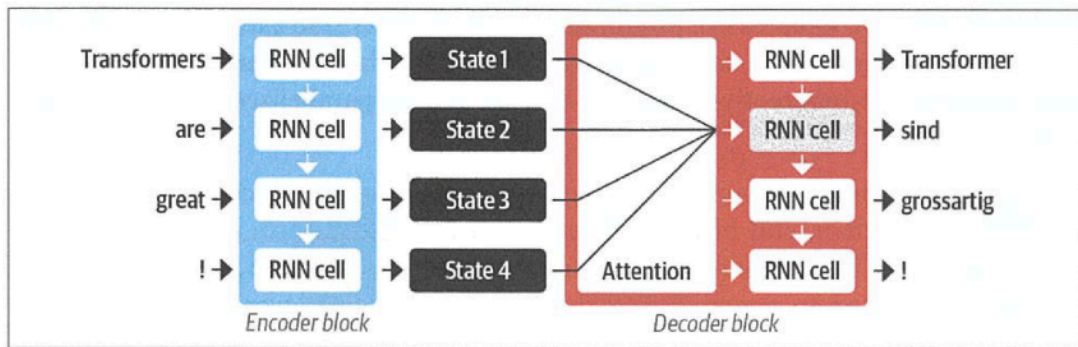 Transformers RNN cell State 1 RNN cell Transformer
are RNN cell State 2 RNN cell sind
great RNN cell State 3 RNN cell grossartig
! RNN cell State 4 Attention RNN cell !
Encoder block Decoder block